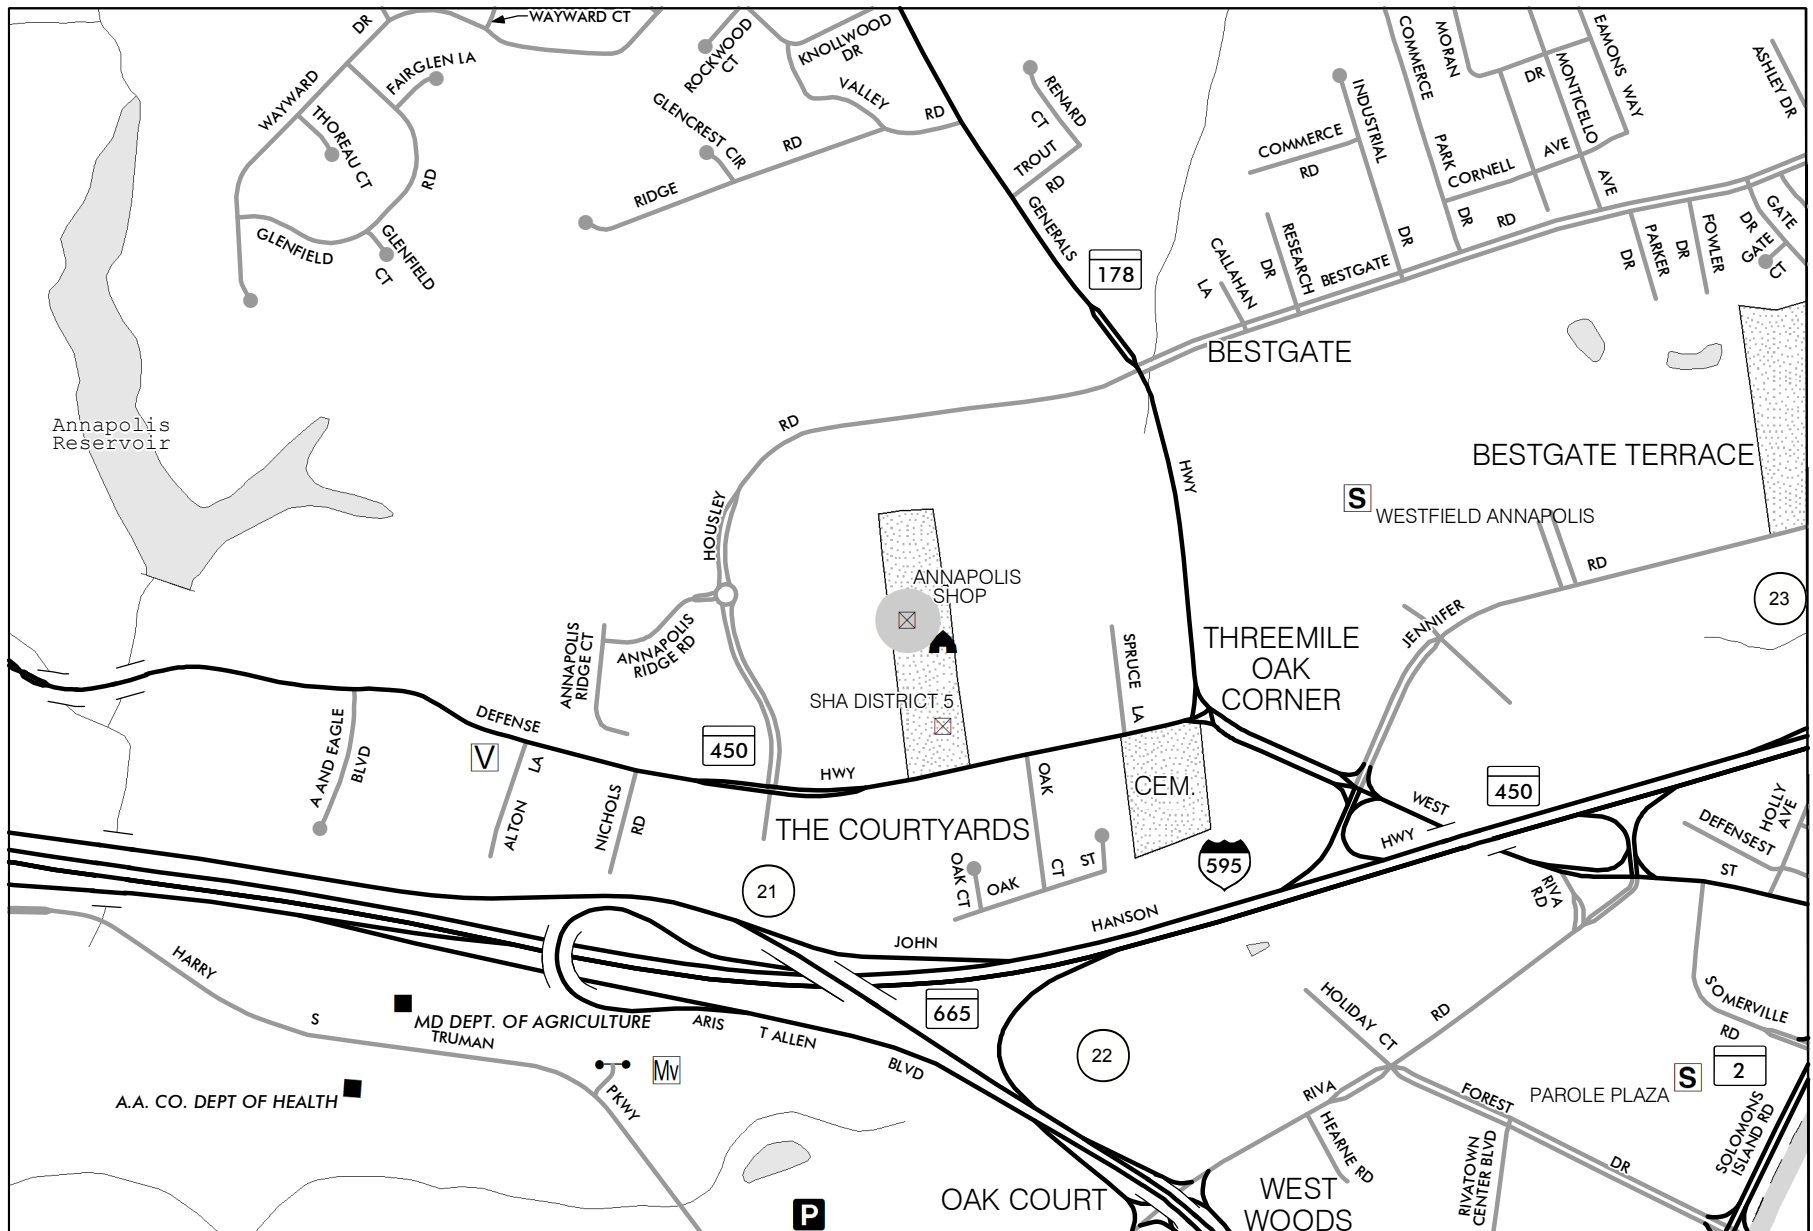 WAYWARD CT
DR
WAYWARD
FAIRGLEN LA
THOREAU CT
RD
GLENFIELD
GLENFIELD
CT
ROCKWOOD
CT
KNOLLWOOD
DR
VALLEY
RD
GLENCREST CIR
RD
RIDGE
RENARD
CT
TROUT
RD
GENERALS
178
COMMERCE
RD
INDUSTRIAL
DR
COMMERCE
PARK
DR
MORAN
DR
MONTICELLO
AVE
EAMONS WAY
ASHLEY DR
CORNELL
AVE
RD
CALLAHAN
LA
RESEARCH
DR
BESTGATE
PARKER
DR
FOWLER
DR
GATE
DR
GATE
CT
BESTGATE
Annapolis
Reservoir
RD
HWY
BESTGATE TERRACE
S
WESTFIELD ANNAPOLIS
HOUSLEY
RD
ANNAPOLIS
SHOP
23
JENNIFER
ANNAPOLIS
RIDGE CT
ANNAPOLIS
RIDGE RD
SPRUCE
LA
THREEMILE
OAK
CORNER
SHA DISTRICT 5
DEFENSE
450
V
A AND EAGLE
BLVD
LA
ALTON
NICHOLS
RD
HWY
OAK
CT
CEM.
450
WEST
HWY
HOLLY
AVE
DEFENSE ST
ST
THE COURTYARDS
595
21
OAK CT
OAK
ST
RIVA
RD
JOHN
HANSON
HARRY
S
TRUMAN
PKWY
MD DEPT. OF AGRICULTURE
ARIS
T ALLEN
BLVD
665
22
HOLIDAY CT
RD
SOMERVILLE
RD
Mv
A.A. CO. DEPT OF HEALTH
RIVA
HEARNE RD
FOREST
DR
PAROLE PLAZA
S
2
SOLOMONS
ISLAND RD
RIVATOWN
CENTER BLVD
P
OAK COURT
WEST
WOODS